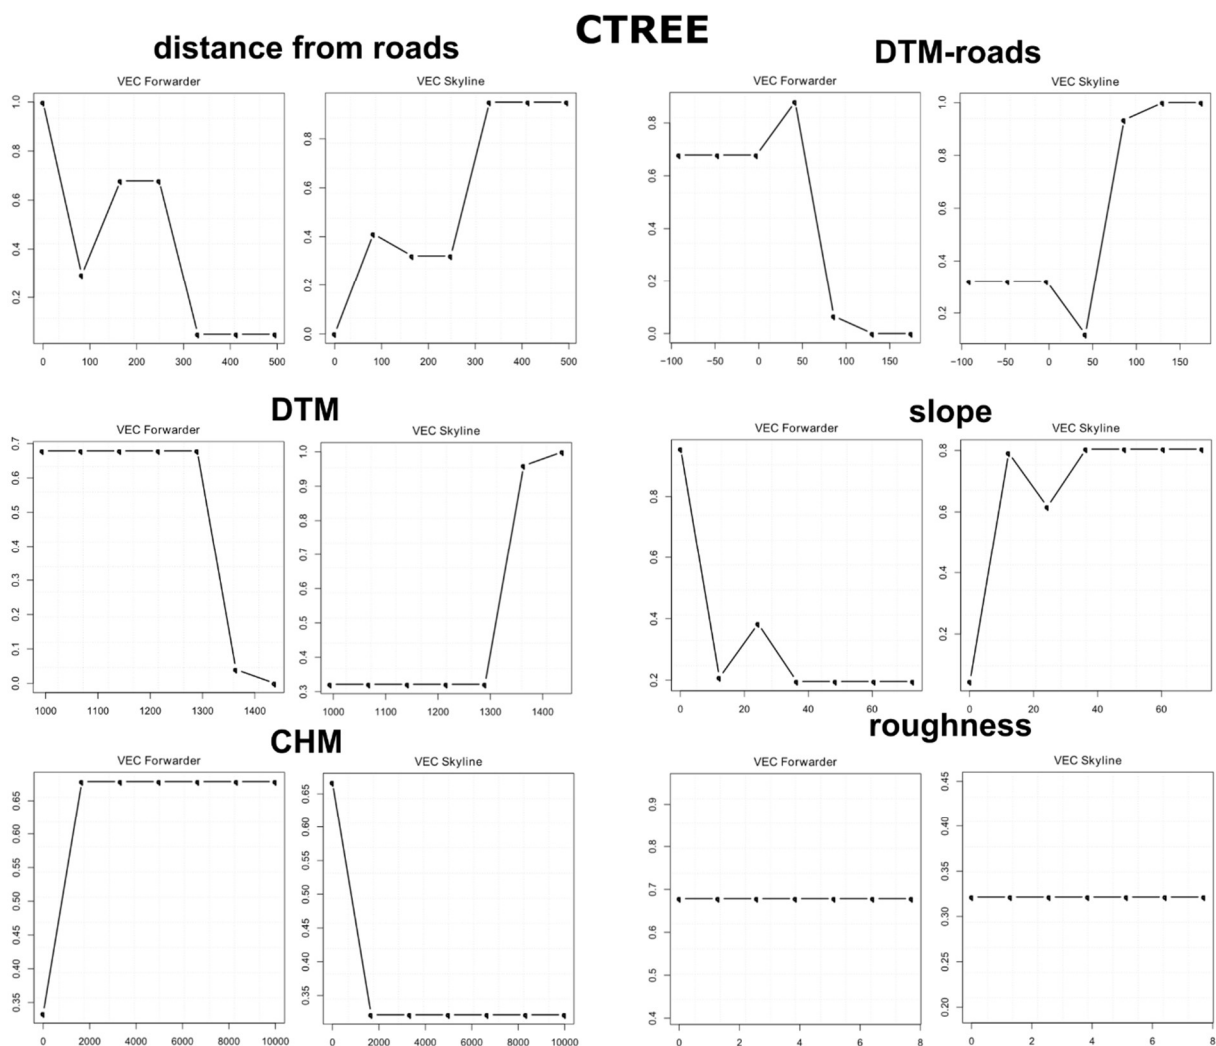 CTREE
distance from roads
DTM-roads
VEC Forwarder
VEC Skyline
VEC Forwarder
VEC Skyline
1.0
0.8
0.6
0.4
0.2
0 100 200 300 400 500
0.8
0.6
0.4
0.2
0.0
0 100 200 300 400 500
0.8
0.6
0.4
0.2
0.0
−100 −50 0 50 100 150
1.0
0.8
0.6
0.4
0.2
−100 −50 0 50 100 150
DTM
slope
VEC Forwarder
VEC Skyline
VEC Forwarder
VEC Skyline
0.7
0.6
0.5
0.4
0.3
0.2
0.1
0.0
1000 1100 1200 1300 1400
1.0
0.9
0.8
0.7
0.6
0.5
0.4
0.3
1000 1100 1200 1300 1400
0.8
0.6
0.4
0.2
0 20 40 60
0.8
0.6
0.4
0.2
0 20 40 60
CHM
roughness
VEC Forwarder
VEC Skyline
VEC Forwarder
VEC Skyline
0.65
0.60
0.55
0.50
0.45
0.40
0.35
0 2000 4000 6000 8000 10000
0.65
0.60
0.55
0.50
0.45
0.40
0.35
0 2000 4000 6000 8000 10000
0.9
0.8
0.7
0.6
0.5
0.4
0 2 4 6 8
0.45
0.40
0.35
0.30
0.25
0.20
0 2 4 6 8